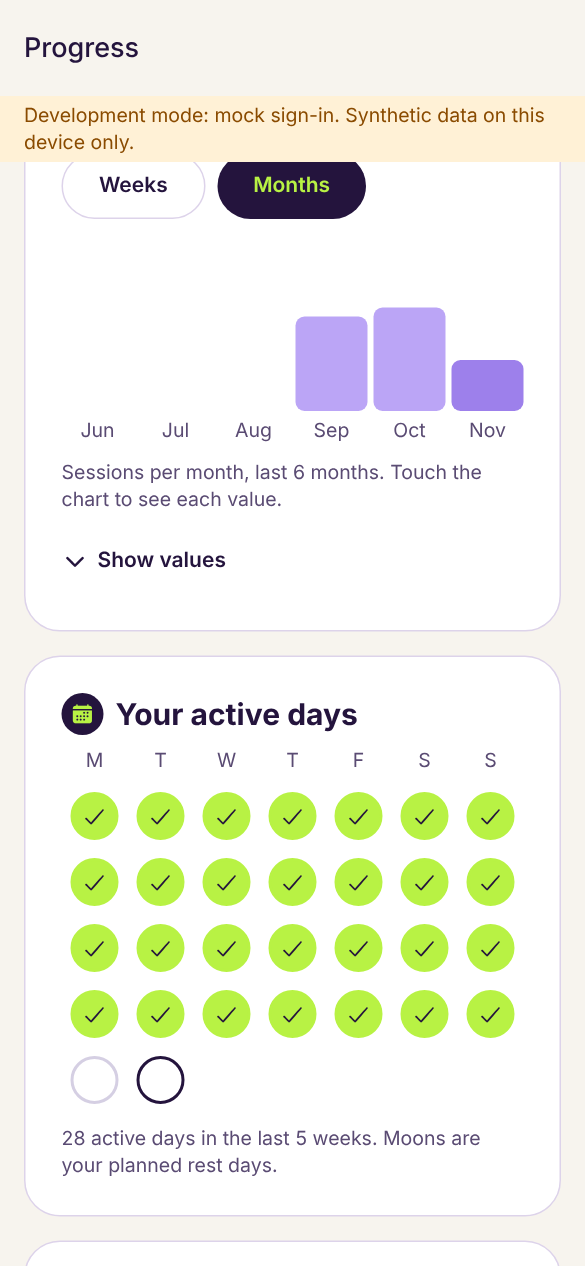 Progress
Development mode: mock sign-in. Synthetic data on this
device only.
Weeks
Months
Jun
Jul
Aug
Sep
Oct
Nov
Sessions per month, last 6 months. Touch the
chart to see each value.
Show values
Your active days
M T W T F S S
28 active days in the last 5 weeks. Moons are
your planned rest days.